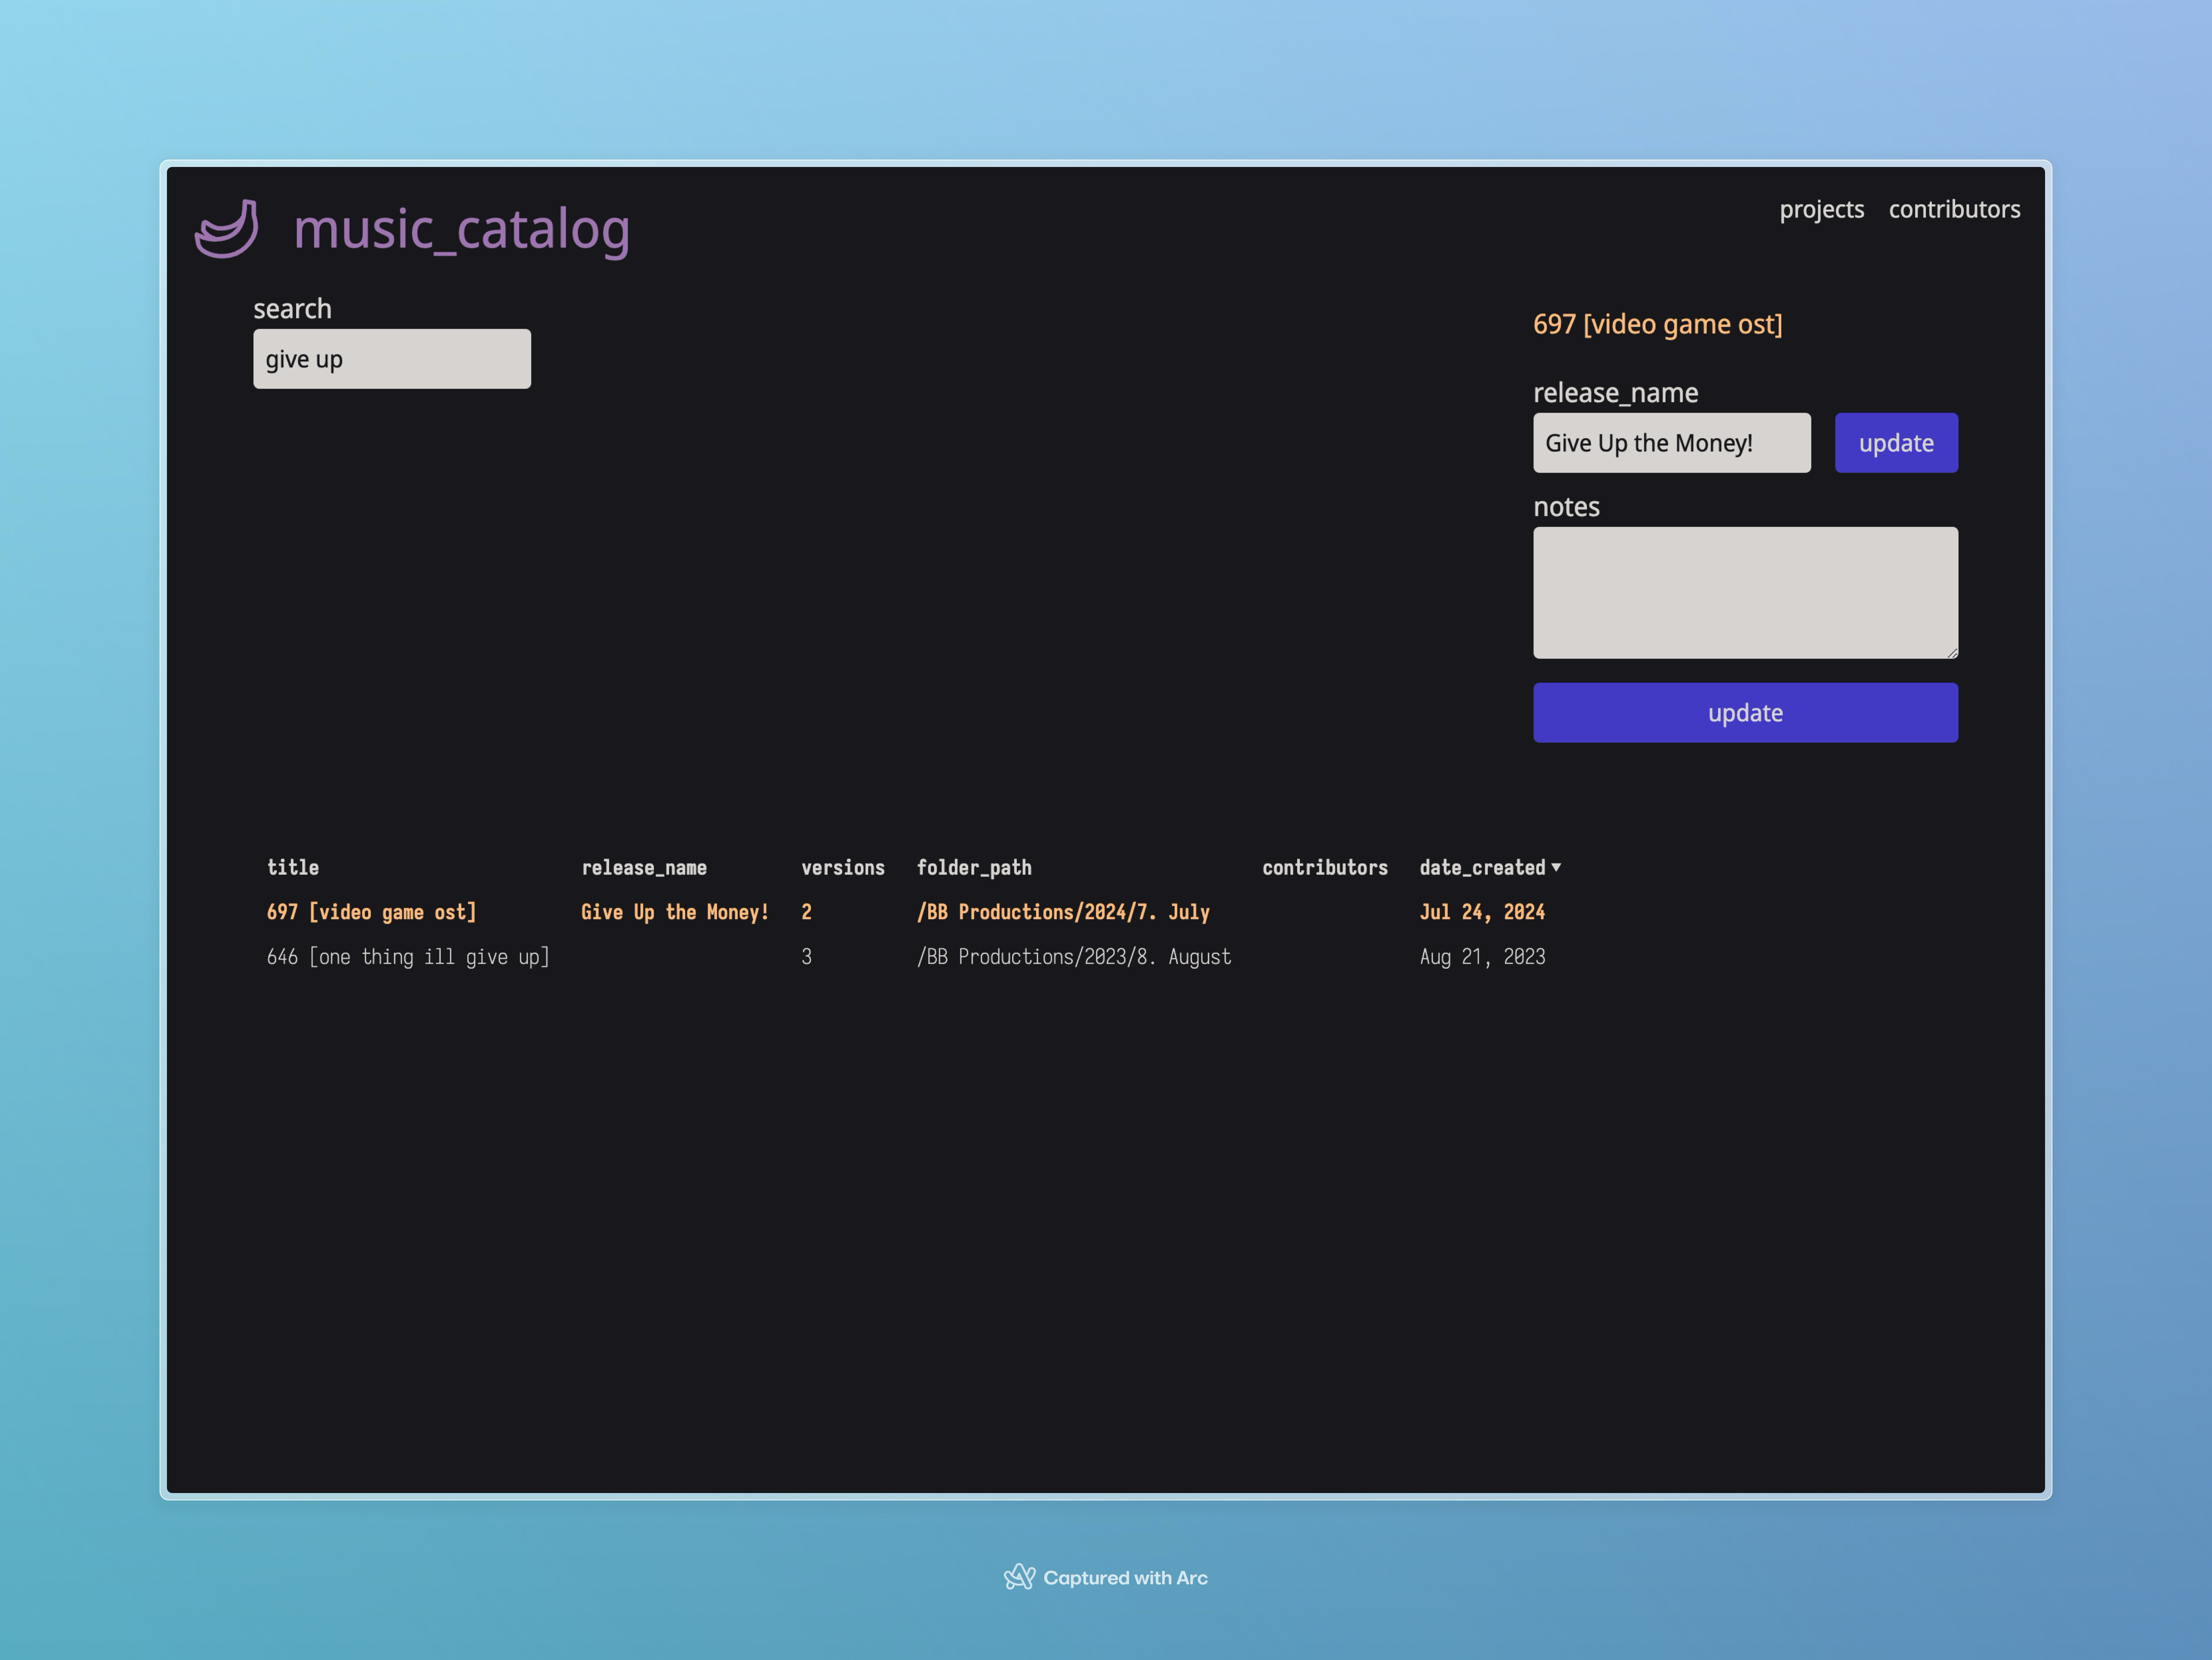 music_catalog
projects contributors
search
give up
697 [video game ost]
release_name
Give Up the Money! update
notes
update
title release_name versions folder_path contributors date_created ▼
697 [video game ost] Give Up the Money! 2 /BB Productions/2024/7. July Jul 24, 2024
646 [one thing ill give up] 3 /BB Productions/2023/8. August Aug 21, 2023
Captured with Arc